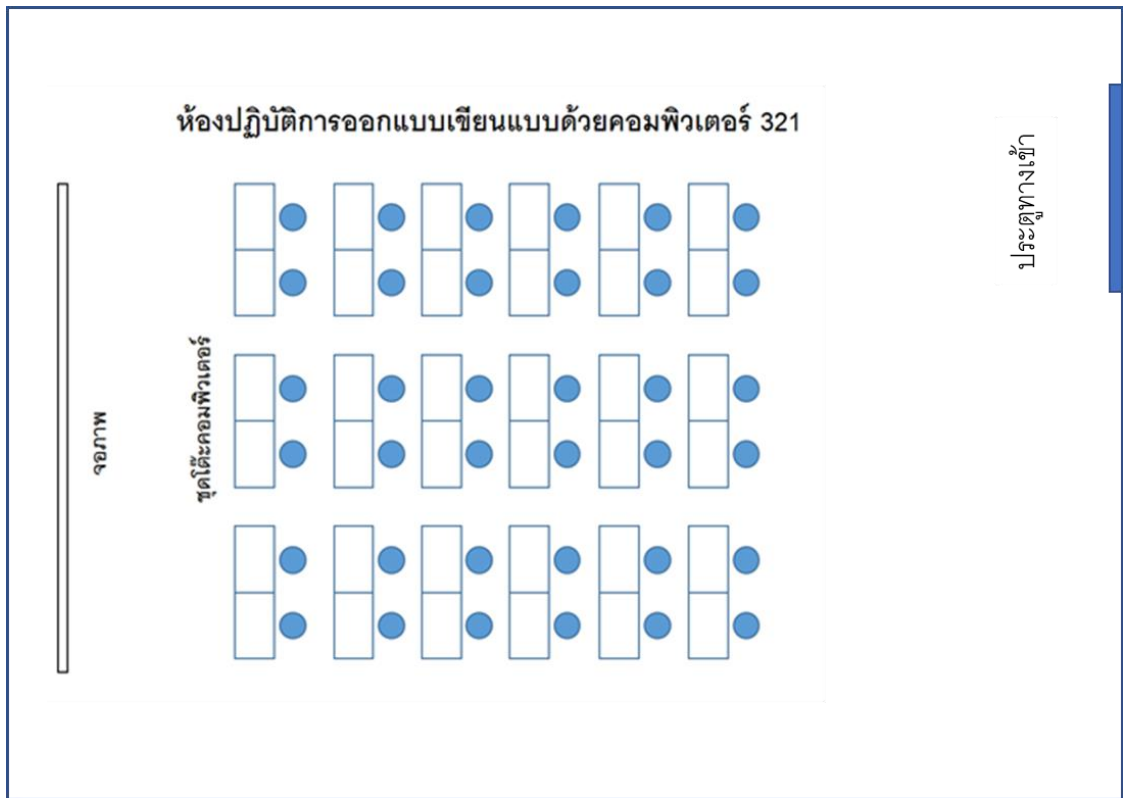 ห้องปฏิบัติการออกแบบเขียนแบบด้วยคอมพิวเตอร์ 321
ประตูทางเข้า
ชุดโต๊ะคอมพิวเตอร์
จอภาพ